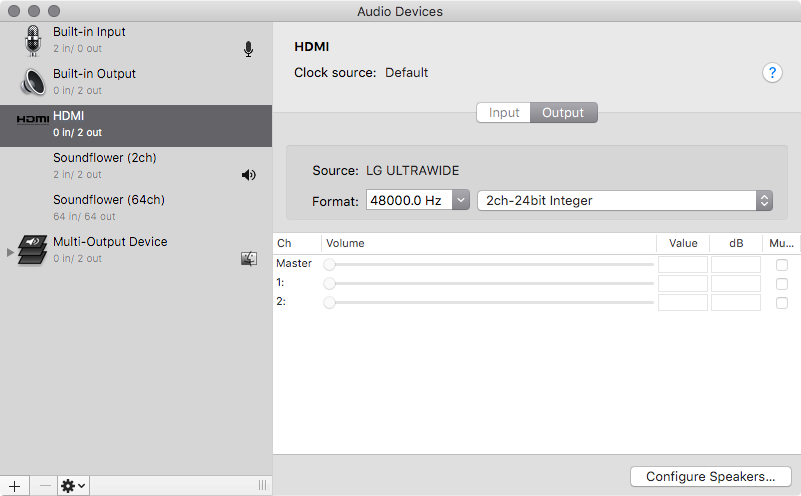 Audio Devices
Built-in Input
2 in/ 0 out
Built-in Output
0 in/ 2 out
HDMI
HDMI
0 in/ 2 out
Soundflower (2ch)
2 in/ 2 out
Soundflower (64ch)
64 in/ 64 out
Multi-Output Device
0 in/ 2 out
HDMI
Clock source: Default
?
Input Output
Source: LG ULTRAWIDE
Format: 48000.0 Hz 2ch-24bit Integer
Ch Volume Value dB Mu...
Master
1:
2:
Configure Speakers...